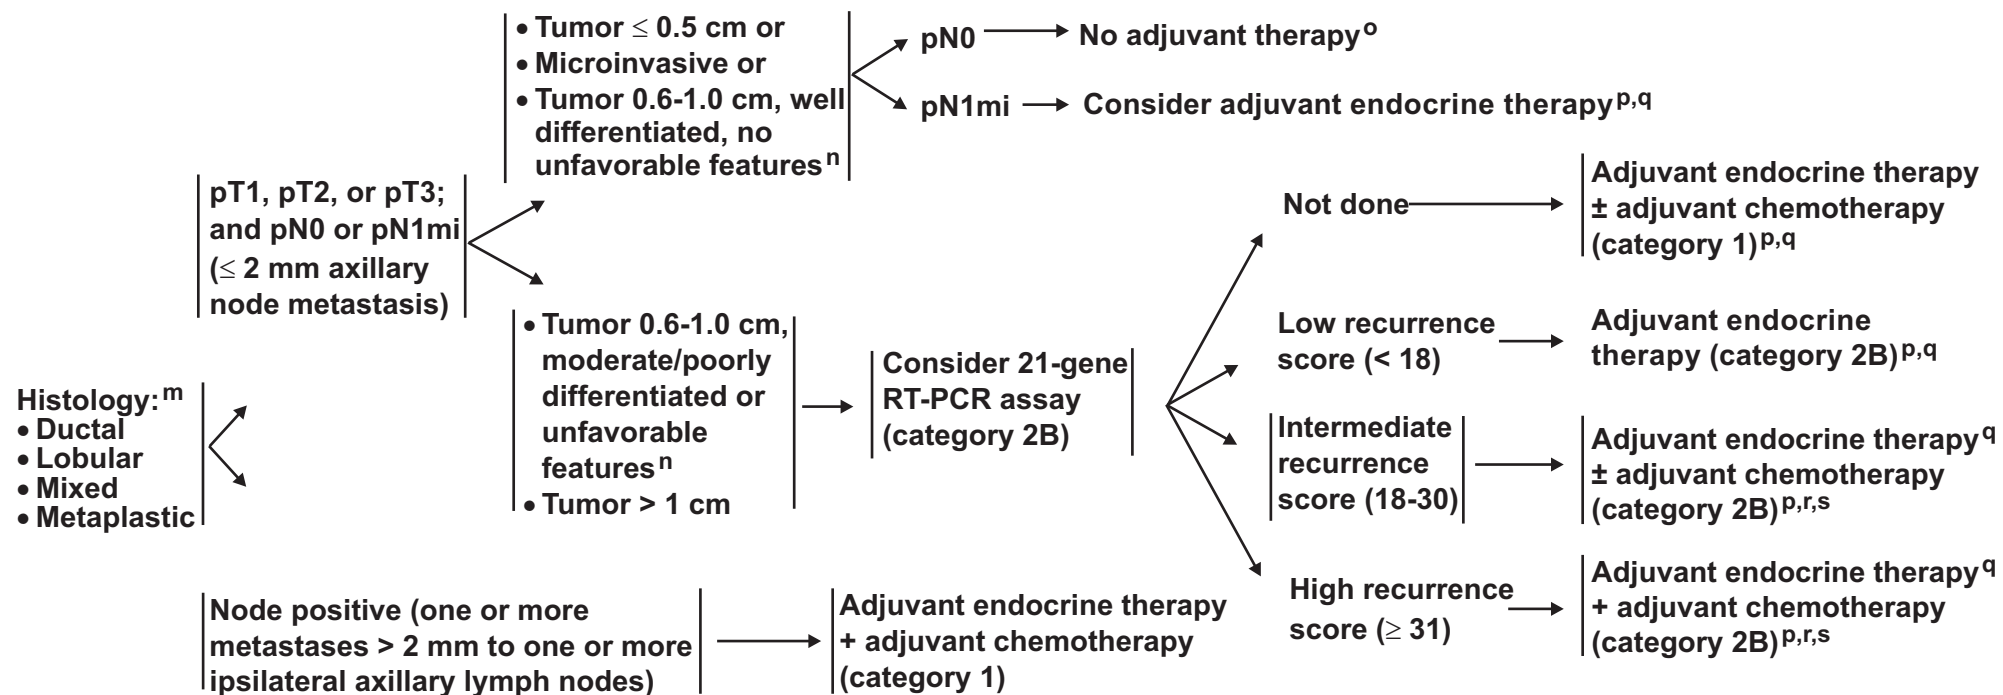 • Tumor ≤ 0.5 cm or
• Microinvasive or
• Tumor 0.6-1.0 cm, well
differentiated, no
unfavorable features n
pN0
No adjuvant therapy o
pN1mi
Consider adjuvant endocrine therapy p,q
pT1, pT2, or pT3;
and pN0 or pN1mi
(≤ 2 mm axillary
node metastasis)
Not done
Adjuvant endocrine therapy
± adjuvant chemotherapy
(category 1) p,q
• Tumor 0.6-1.0 cm,
moderate/poorly
differentiated or
unfavorable
features n
• Tumor > 1 cm
Consider 21-gene
RT-PCR assay
(category 2B)
Low recurrence
score (< 18)
Adjuvant endocrine
therapy (category 2B) p,q
Histology: m
• Ductal
• Lobular
• Mixed
• Metaplastic
Intermediate
recurrence
score (18-30)
Adjuvant endocrine therapy q
± adjuvant chemotherapy
(category 2B) p,r,s
High recurrence
score (≥ 31)
Adjuvant endocrine therapy q
+ adjuvant chemotherapy
(category 2B) p,r,s
Node positive (one or more
metastases > 2 mm to one or more
ipsilateral axillary lymph nodes)
Adjuvant endocrine therapy
+ adjuvant chemotherapy
(category 1)